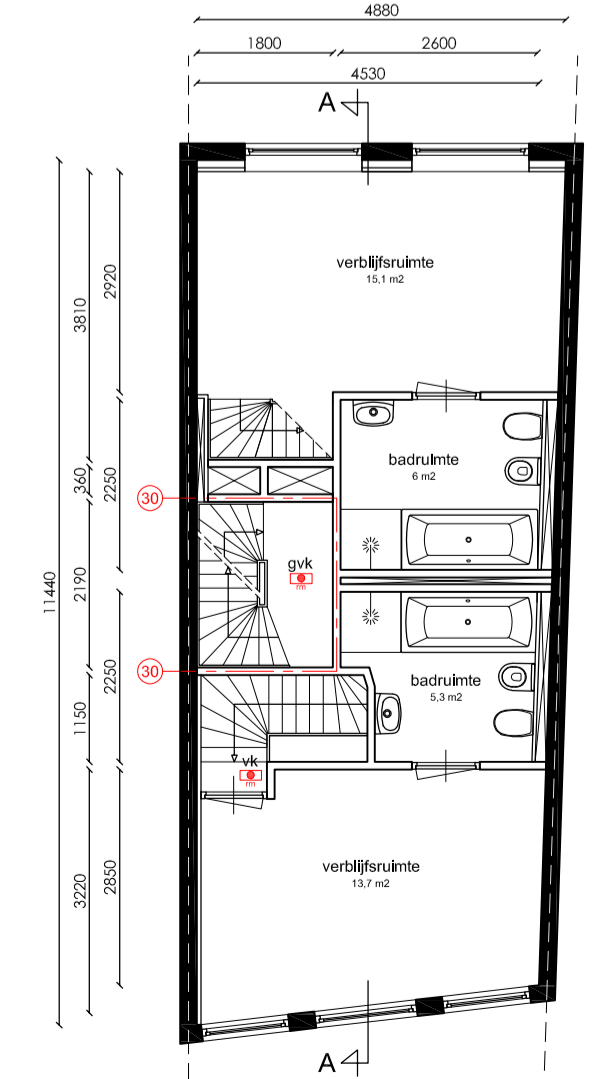 4880
1800
2600
4530
A
verblijfsruimte
15,1 m2
2920
3810
badruimte
6 m2
360
2250
30
gvk
rm
11440
2190
30
2250
badruimte
5,3 m2
1150
vk
rm
verblijfsruimte
13,7 m2
3220
2850
A